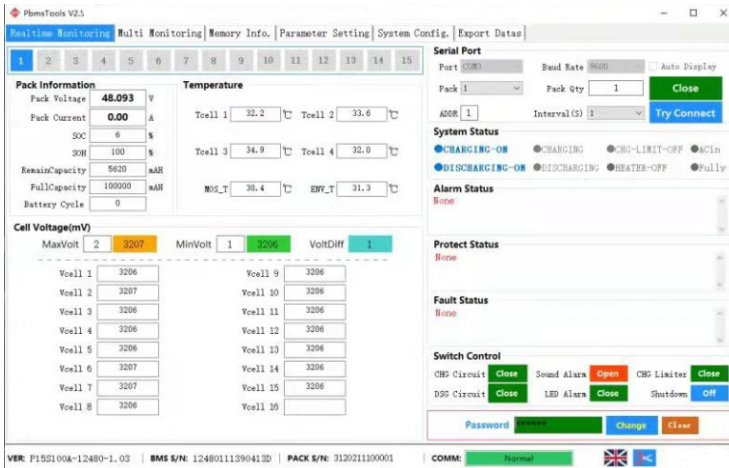 PbmsTools V2.5
Realtime Monitoring Multi Monitoring Memory Info. Parameter Setting System Config. Export Datas
1 2 3 4 5 6 7 8 9 10 11 12 13 14 15
Pack Information
Pack Voltage 48.093 V
Pack Current 0.00 A
SOC 6 %
SOH 100 %
RemainCapacity 5620 mAH
FullCapacity 100000 mAH
Battery Cycle 0
Temperature
Tcell 1 32.2 ℃ Tcell 2 33.6 ℃
Tcell 3 34.9 ℃ Tcell 4 32.0 ℃
MOS_T 30.4 ℃ ENV_T 31.3 ℃
Cell Voltage(mV)
MaxVolt 2 3207 MinVolt 1 3206 VoltDiff 1
Vcell 1 3206 Vcell 9 3206
Vcell 2 3207 Vcell 10 3206
Vcell 3 3206 Vcell 11 3206
Vcell 4 3206 Vcell 12 3206
Vcell 5 3206 Vcell 13 3206
Vcell 6 3207 Vcell 14 3206
Vcell 7 3207 Vcell 15 3206
Vcell 8 3206 Vcell 16
Serial Port
Port COM3 Baud Rate 9600 Auto Display
Pack 1 Pack Qty 1 Close
ADDR 1 Interval(S) 1 Try Connect
System Status
CHARGING-ON CHARGING CHG-LIMIT-OFF ACin
DISCHARGING-ON DISCHARGING HEATER-OFF Fully
Alarm Status
None
Protect Status
None
Fault Status
None
Switch Control
CHG Circuit Close Sound Alarm Open CHG Limiter Close
DSG Circuit Close LED Alarm Close Shutdown Off
Password ****** Change Clear
VER: P15S100A-12480-1.03 BMS S/N: 12480111390413D PACK S/N: 3120211100001 COMM: Normal